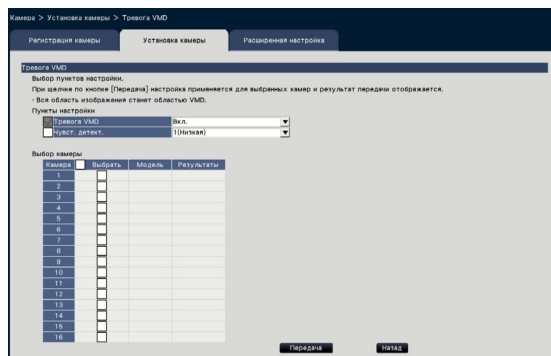 Камера > Установка камеры > Тревога VMD
Регистрация камеры Установка камеры Расширенная настройка
Тревога VMD
Выбор пунктов настройки.
При щелчке по кнопке [Передача] настройка применяется для выбранных камер и результат передачи отображается.
· Вся область изображения станет областью VMD.
Пункты настройки
Тревога VMD Вкл.
Чувст. детект. 1(Низкая)
Выбор камеры
Камера Выбрать Модель Результаты
1
2
3
4
5
6
7
8
9
10
11
12
13
14
15
16
Передача Назад